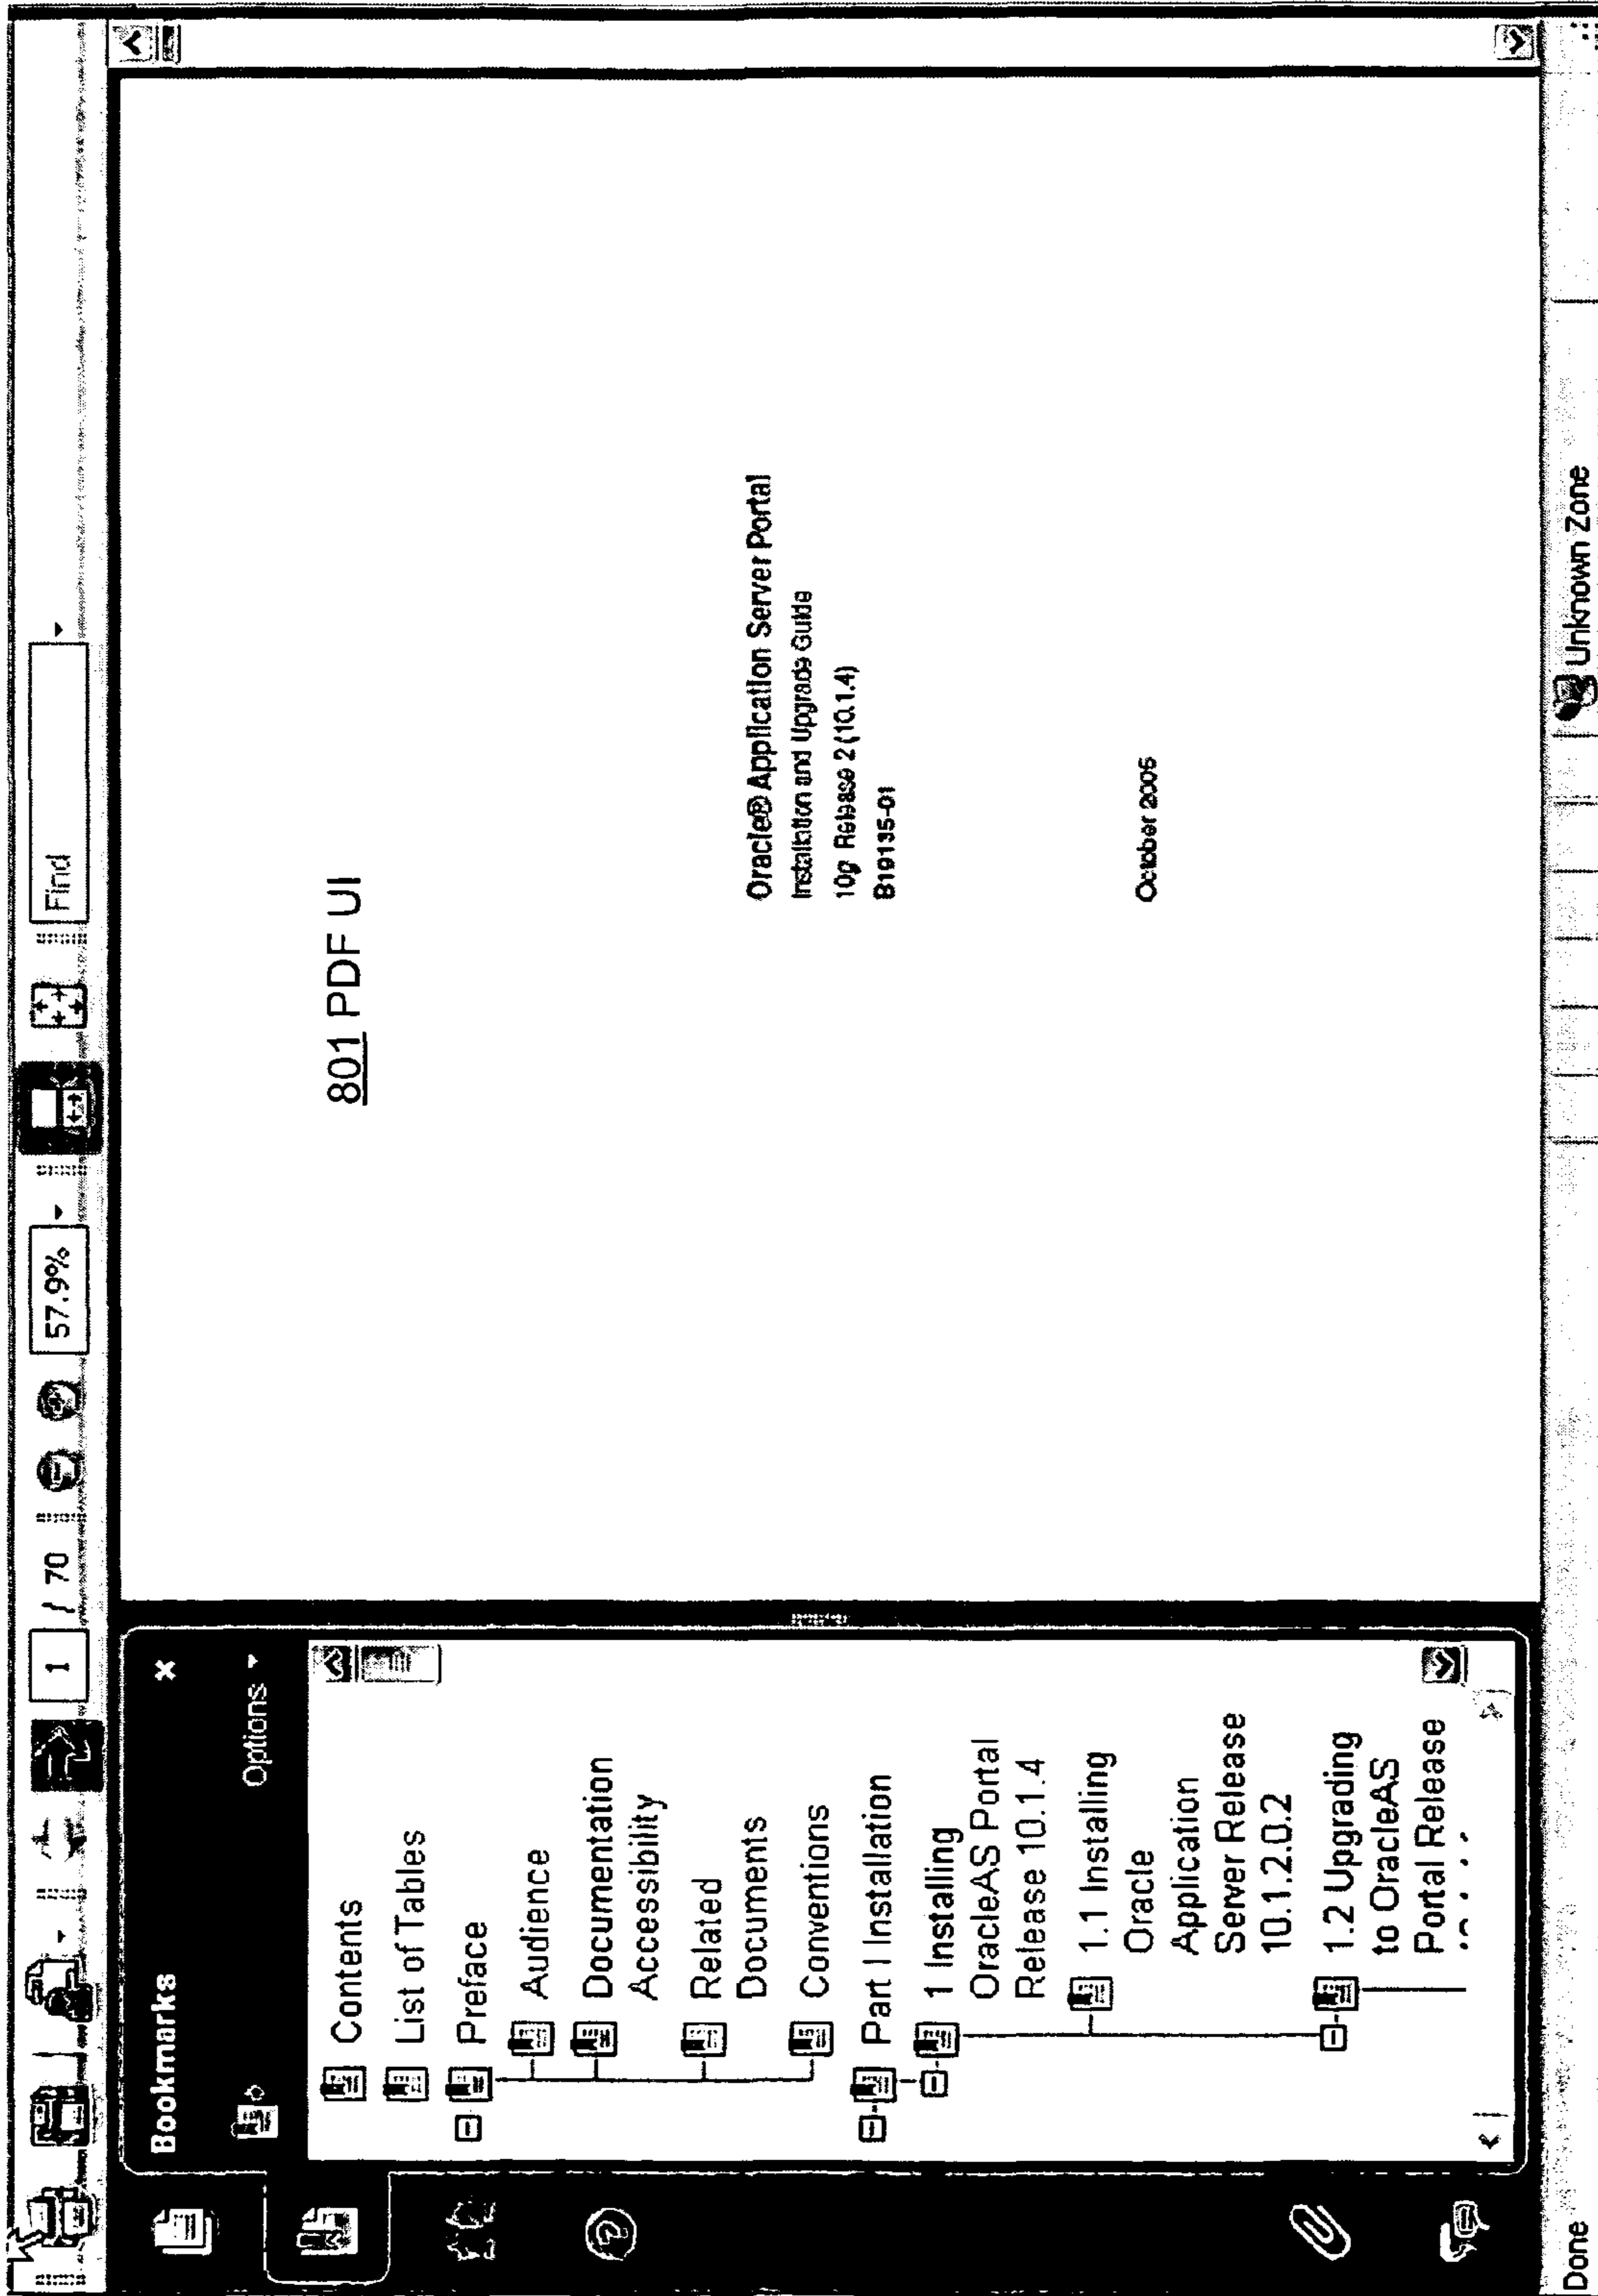 1 / 70
57.9%
Find
Bookmarks
Options
Contents
List of Tables
Preface
Audience
Documentation
Accessibility
Related
Documents
Conventions
Part I Installation
1 Installing
OracleAS Portal
Release 10.1.4
1.1 Installing
Oracle
Application
Server Release
10.1.2.0.2
1.2 Upgrading
to OracleAS
Portal Release
801 PDF UI
Oracle® Application Server Portal
Installation and Upgrade Guide
10g Release 2 (10.1.4)
B19135-01
October 2005
Done
Unknown Zone